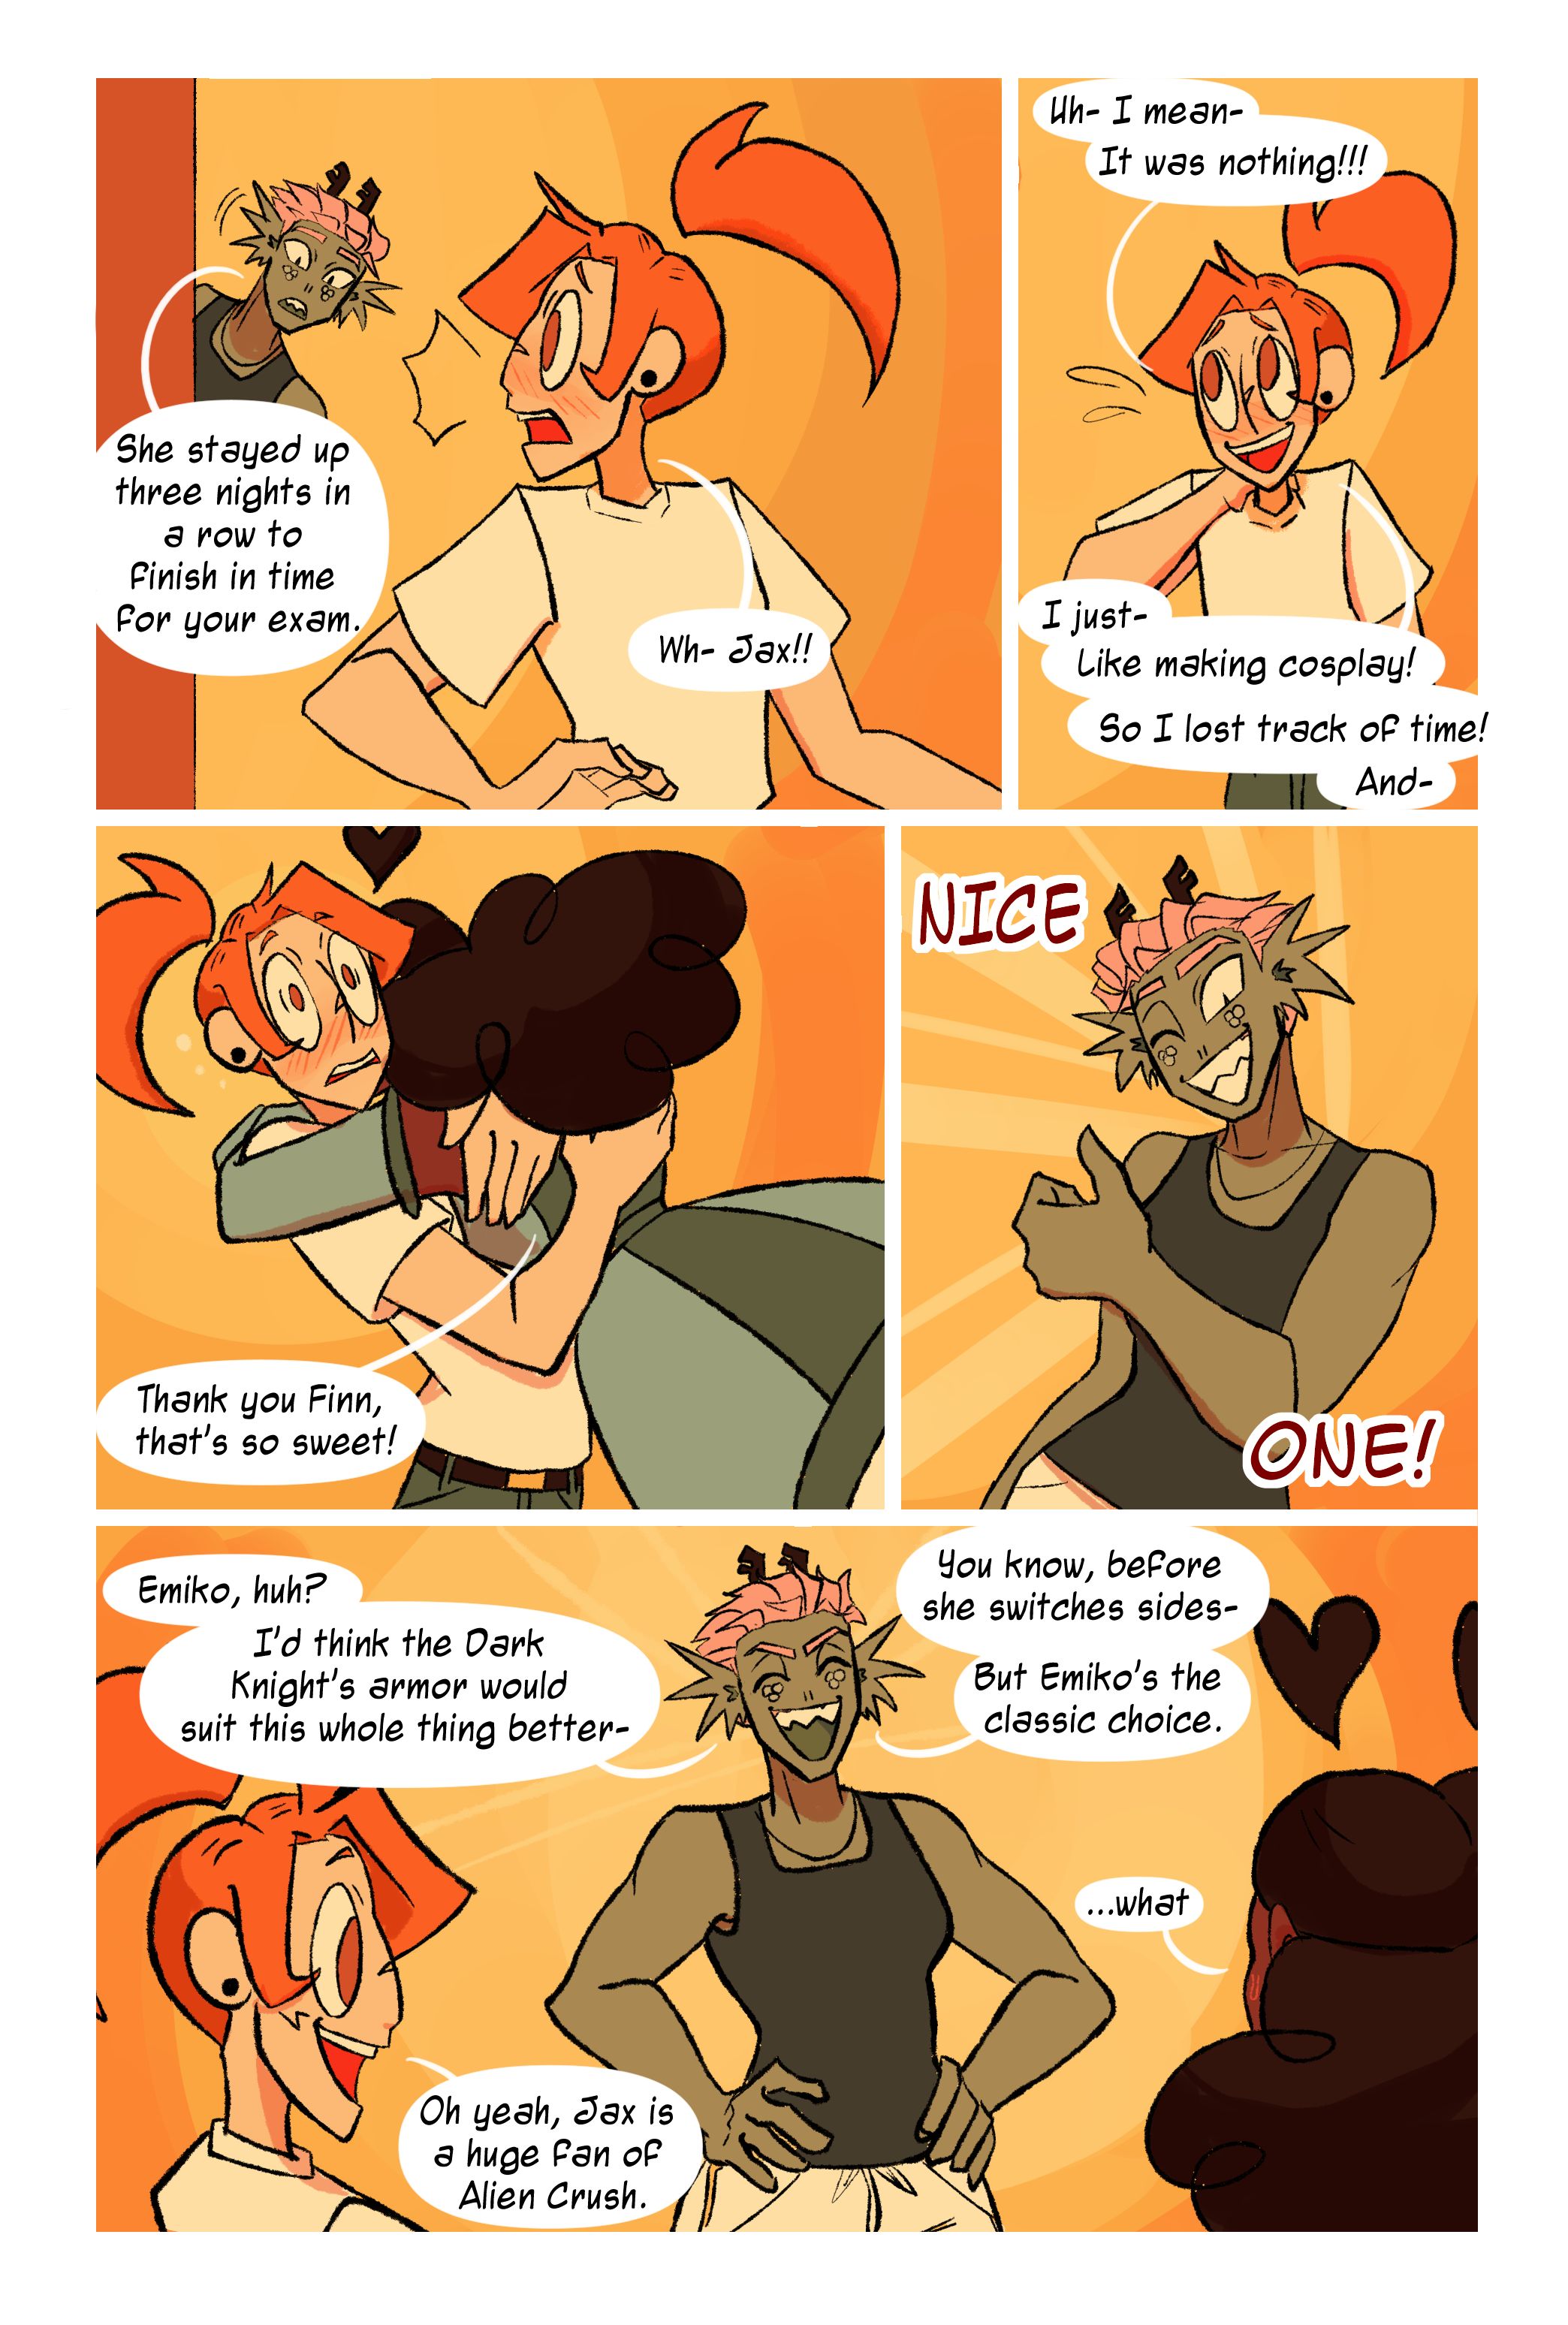 She stayed up
three nights in
a row to
finish in time
for your exam.
Wh- Jax!!
Uh- I mean-
It was nothing!!!
I just-
Like making cosplay!
So I lost track of time!
And-
Thank you Finn,
that's so sweet!
NICE
ONE!
Emiko, huh?
I'd think the Dark
Knight's armor would
suit this whole thing better-
You know, before
she switches sides-
But Emiko's the
classic choice.
...what
Oh yeah, Jax is
a huge fan of
Alien Crush.